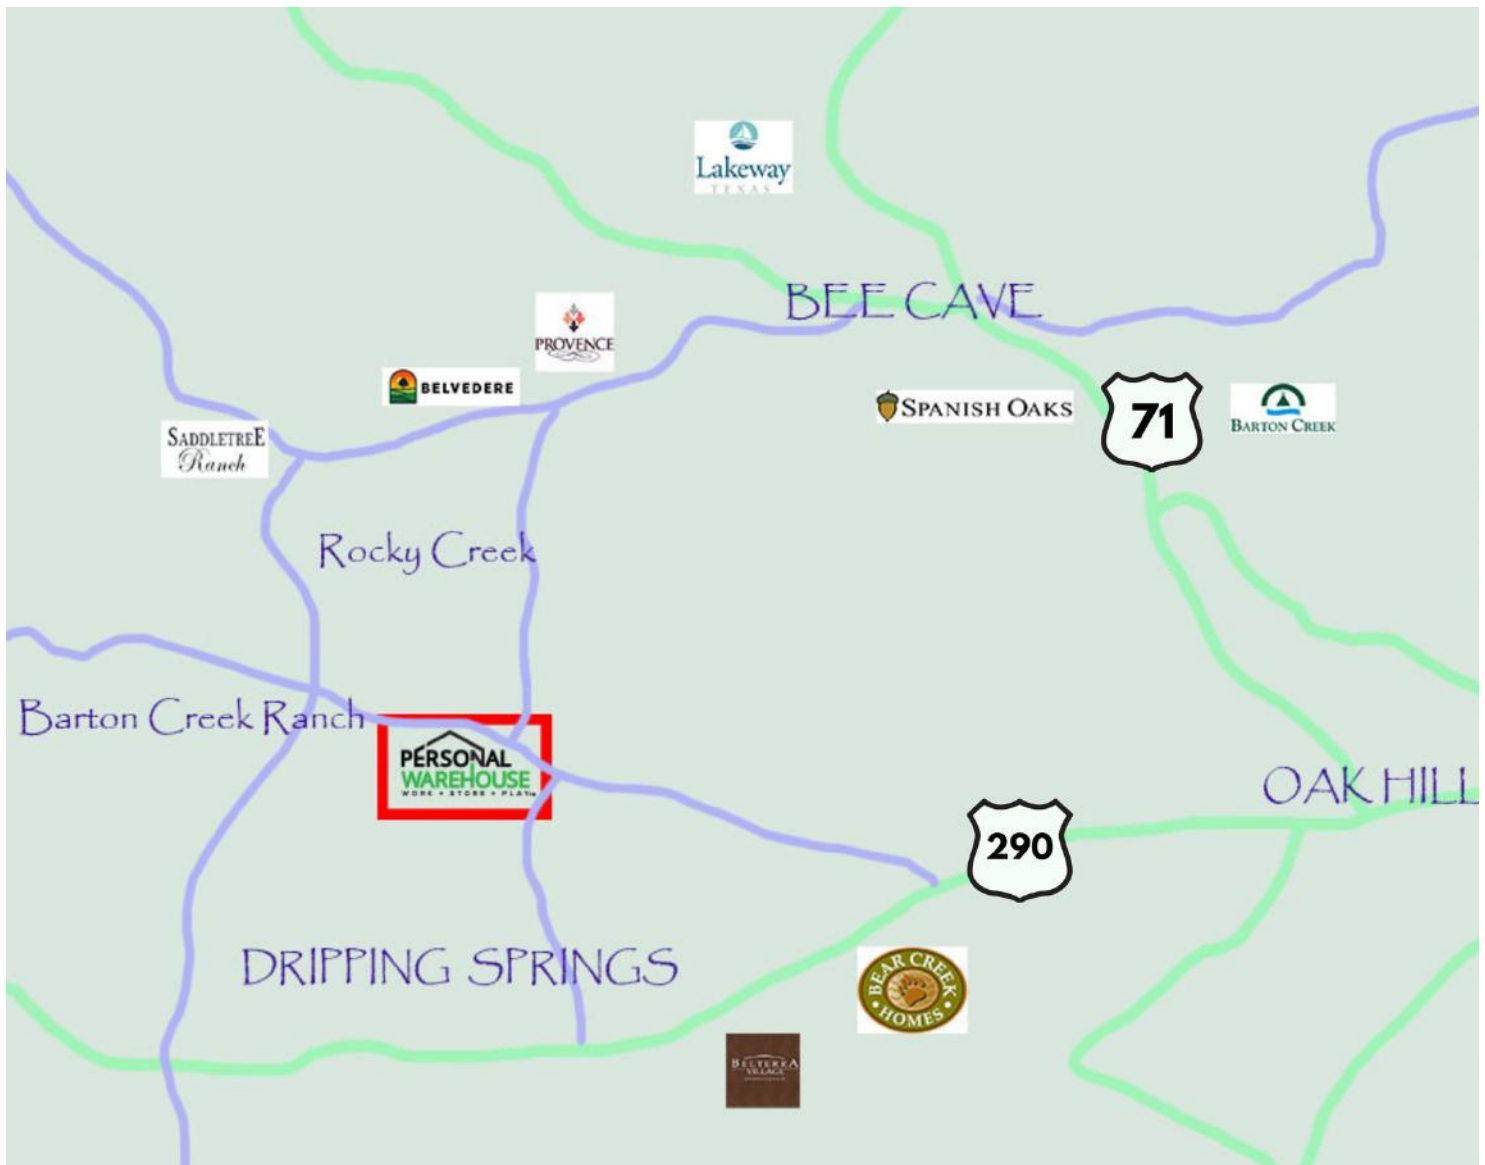 Lakeway
TEXAS
BEE CAVE
PROVENCE
BELVEDERE
SPANISH OAKS
71
BARTON CREEK
SADDLETREE
Ranch
Rocky Creek
Barton Creek Ranch
PERSONAL
WAREHOUSE
WORK • STORE • PLAY
OAK HILL
290
DRIPPING SPRINGS
BEAR CREEK
• HOMES •
BELTERRA
VILLAGE